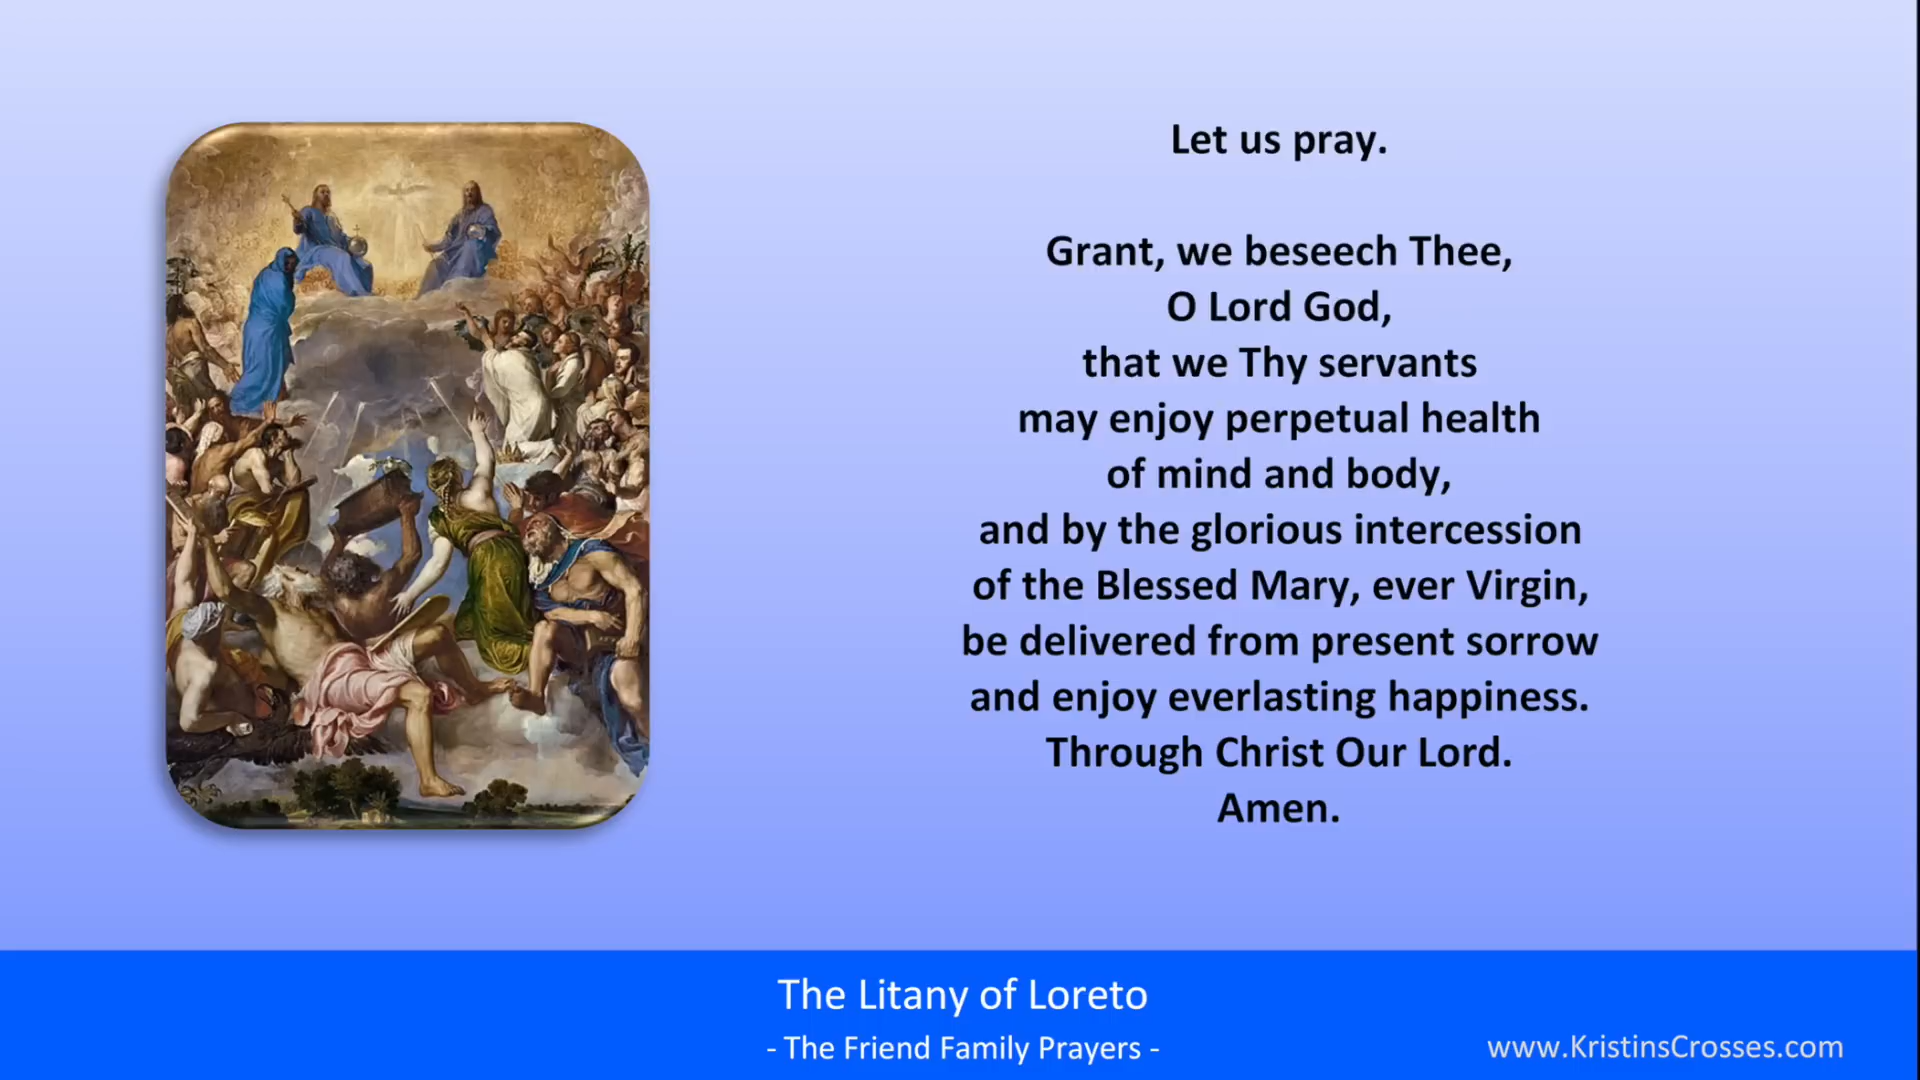 Let us pray.
Grant, we beseech Thee,
O Lord God,
that we Thy servants
may enjoy perpetual health
of mind and body,
and by the glorious intercession
of the Blessed Mary, ever Virgin,
be delivered from present sorrow
and enjoy everlasting happiness.
Through Christ Our Lord.
Amen.
The Litany of Loreto
- The Friend Family Prayers -
www.KristinsCrosses.com